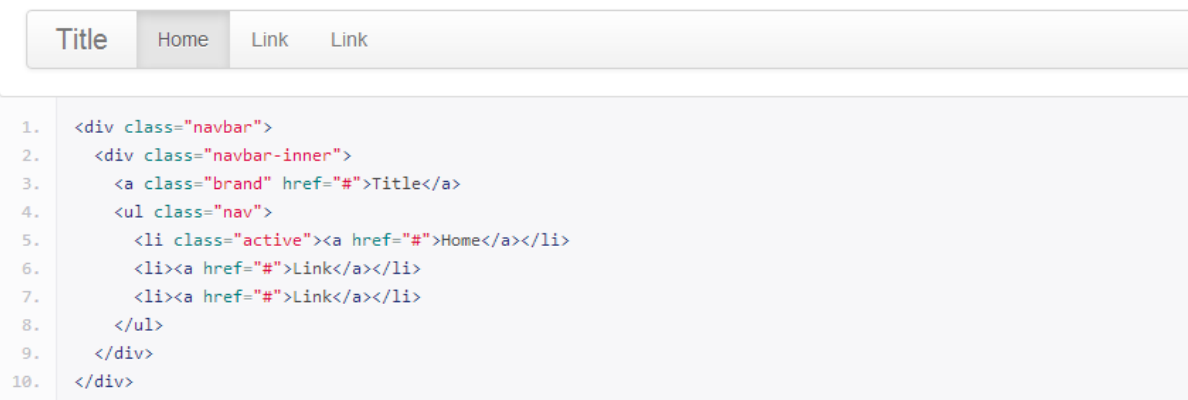 Title Home Link Link
1. <div class="navbar">
2.   <div class="navbar-inner">
3.     <a class="brand" href="#">Title</a>
4.     <ul class="nav">
5.       <li class="active"><a href="#">Home</a></li>
6.       <li><a href="#">Link</a></li>
7.       <li><a href="#">Link</a></li>
8.     </ul>
9.   </div>
10. </div>